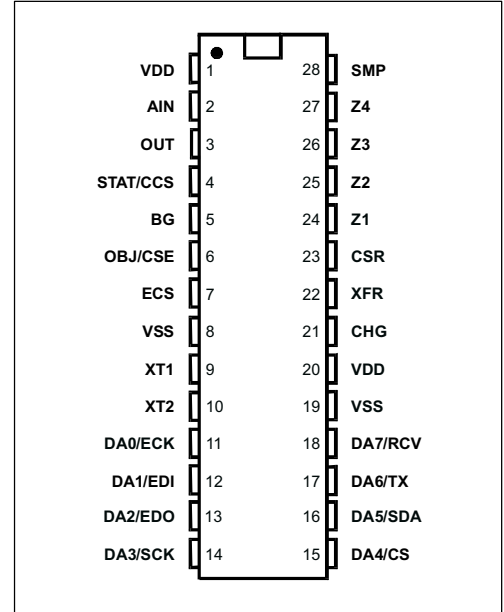 VDD 1 28 SMP
AIN 2 27 Z4
OUT 3 26 Z3
STAT/CCS 4 25 Z2
BG 5 24 Z1
OBJ/CSE 6 23 CSR
ECS 7 22 XFR
VSS 8 21 CHG
XT1 9 20 VDD
XT2 10 19 VSS
DA0/ECK 11 18 DA7/RCV
DA1/EDI 12 17 DA6/TX
DA2/EDO 13 16 DA5/SDA
DA3/SCK 14 15 DA4/CS